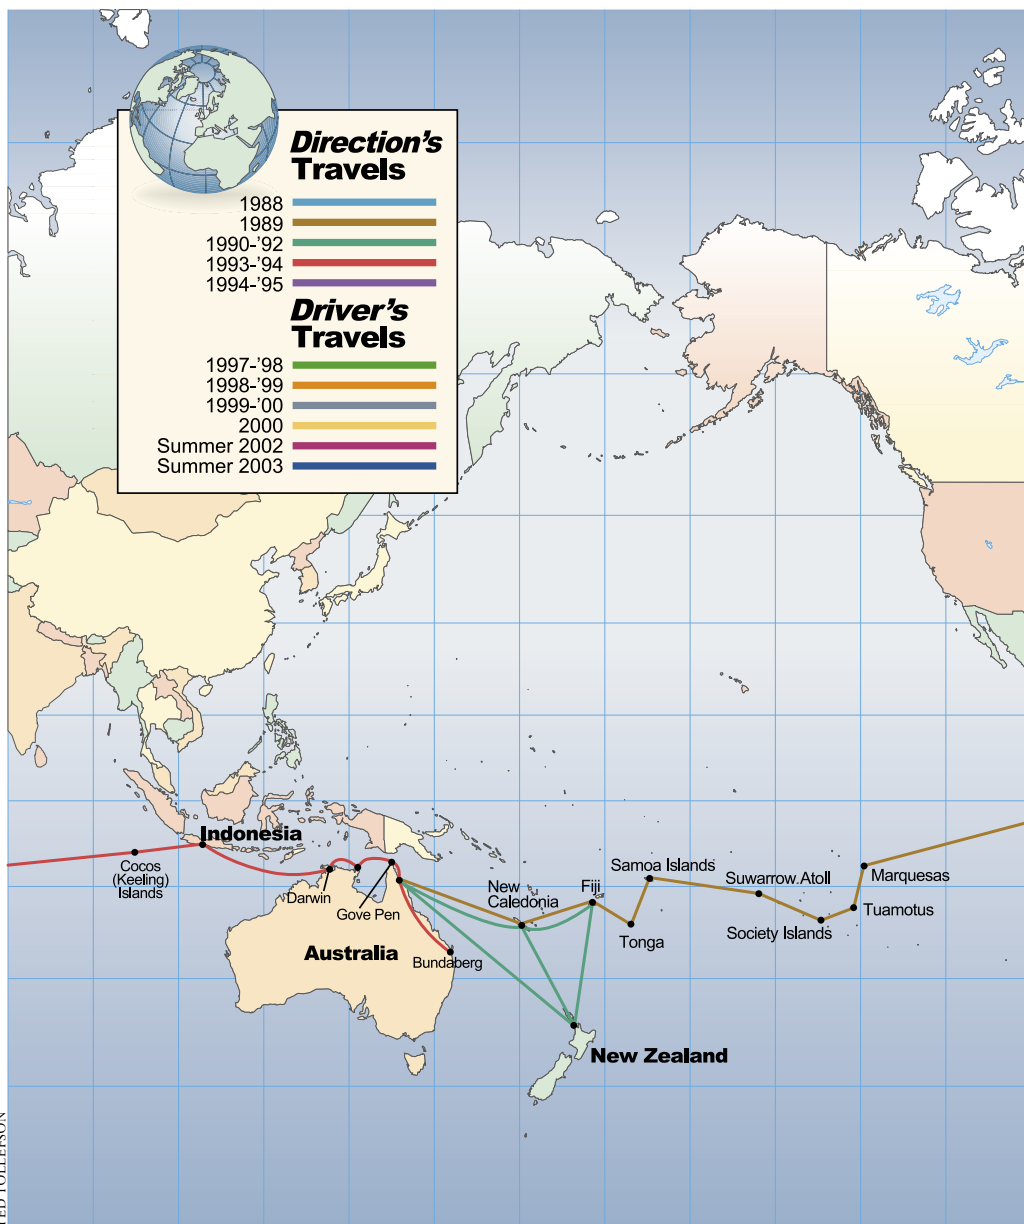 Direction's
Travels
1988
1989
1990-'92
1993-'94
1994-'95
Driver's
Travels
1997-'98
1998-'99
1999-'00
2000
Summer 2002
Summer 2003
Indonesia
Cocos
(Keeling)
Islands
Darwin
Gove Pen
Australia
Bundaberg
New
Caledonia
Fiji
Samoa Islands
Tonga
Suwarrow Atoll
Society Islands
Marquesas
Tuamotus
New Zealand
TED TOLLEFSON